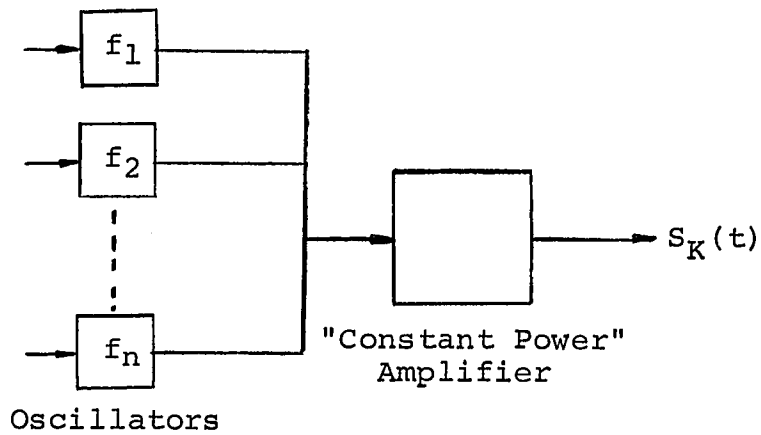 f1
f2
fn
SK(t)
"Constant Power"
Amplifier
Oscillators